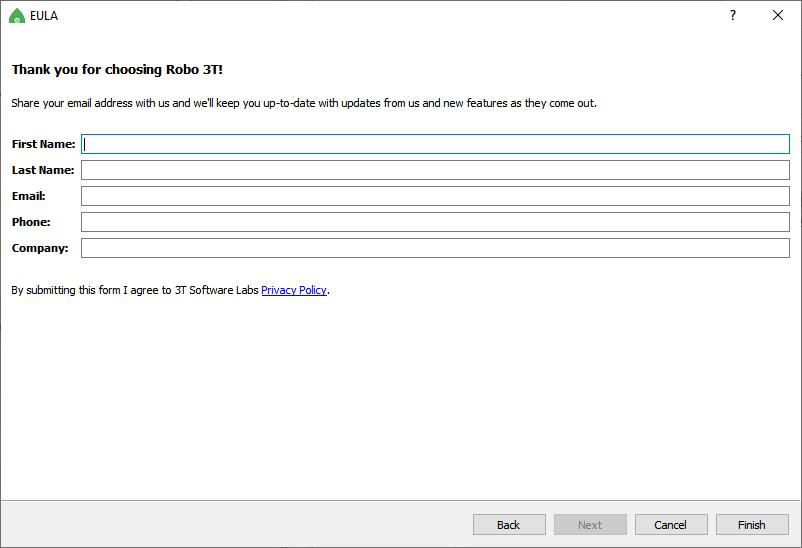 EULA
Thank you for choosing Robo 3T!
Share your email address with us and we'll keep you up-to-date with updates from us and new features as they come out.
First Name:
Last Name:
Email:
Phone:
Company:
By submitting this form I agree to 3T Software Labs Privacy Policy.
Back Next Cancel Finish